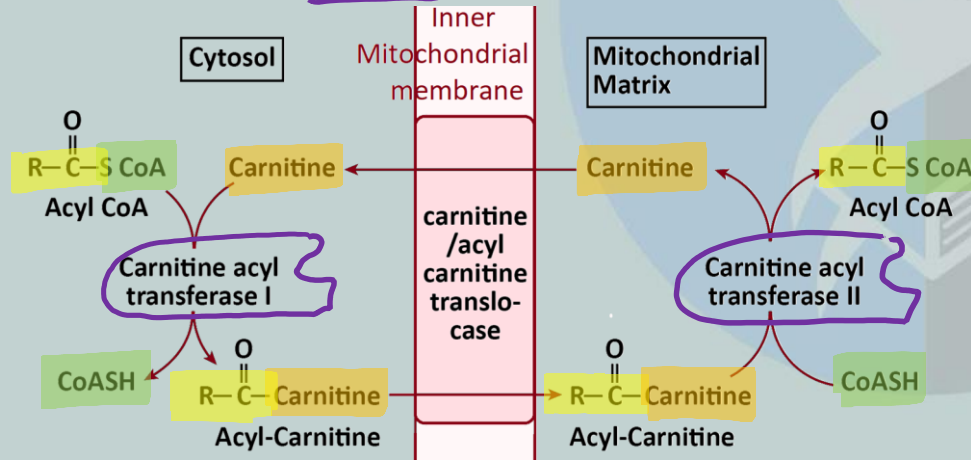 Inner
Mitochondrial
membrane
Cytosol
Mitochondrial
Matrix
O
R–C–S CoA
Acyl CoA
Carnitine
Carnitine
O
R–C–S CoA
Acyl CoA
carnitine
/acyl
carnitine
translo-
case
Carnitine acyl
transferase I
Carnitine acyl
transferase II
CoASH
O
R–C–Carnitine
Acyl-Carnitine
O
R–C–Carnitine
Acyl-Carnitine
CoASH